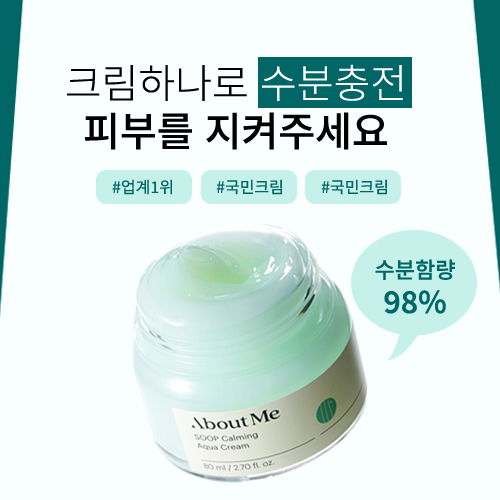 크림하나로 수분충전
피부를 지켜주세요
#업계1위 #국민크림 #국민크림
수분함량
98%
About Me
SOOP Calming
Aqua Cream
80 ml / 2.70 fl. oz.